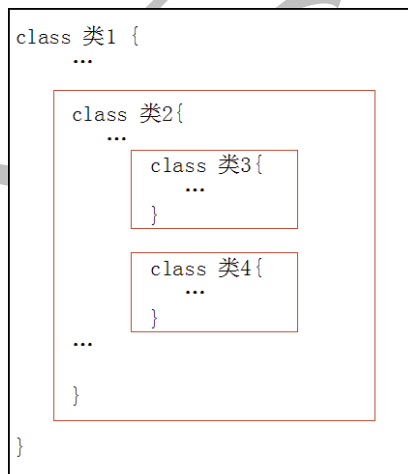 class 类1 {
…
class 类2{
…
class 类3{
…
}
class 类4{
…
}
…
}
}